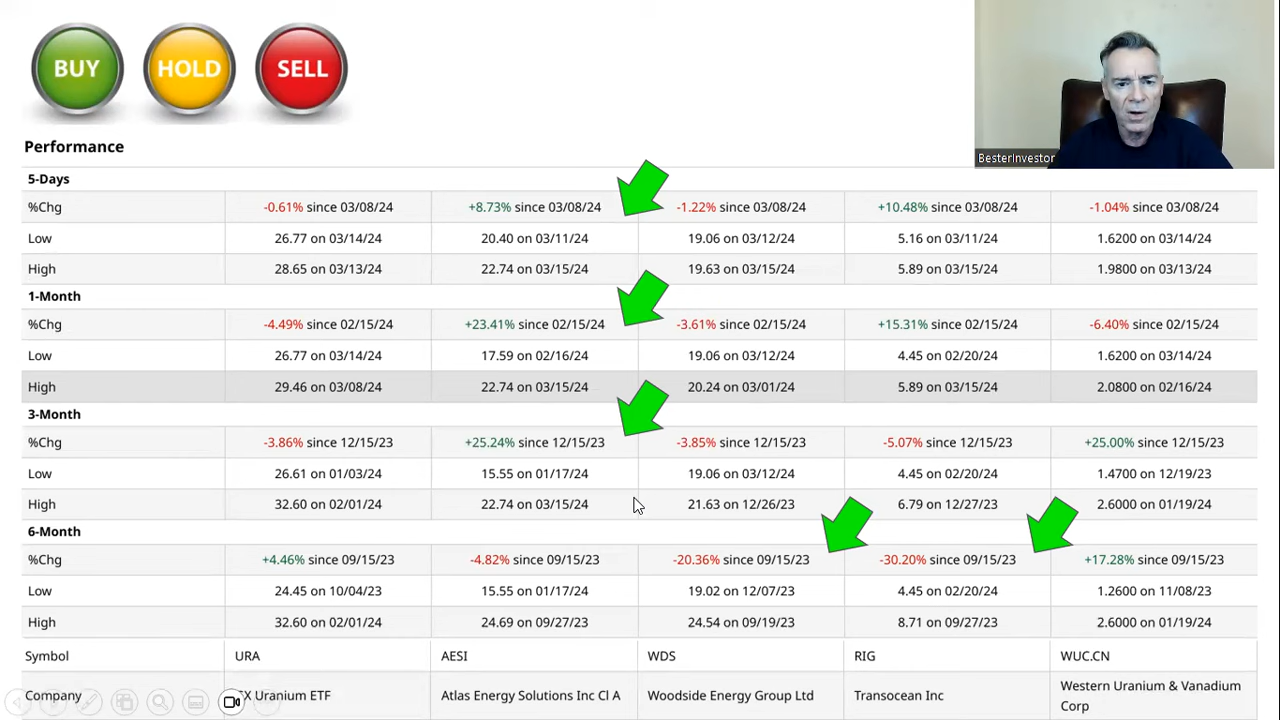 BUY HOLD SELL
BesterInvestor
Performance
5-Days
%Chg -0.61% since 03/08/24 +8.73% since 03/08/24 -1.22% since 03/08/24 +10.48% since 03/08/24 -1.04% since 03/08/24
Low 26.77 on 03/14/24 20.40 on 03/11/24 19.06 on 03/12/24 5.16 on 03/11/24 1.6200 on 03/14/24
High 28.65 on 03/13/24 22.74 on 03/15/24 19.63 on 03/15/24 5.89 on 03/15/24 1.9800 on 03/13/24
1-Month
%Chg -4.49% since 02/15/24 +23.41% since 02/15/24 -3.61% since 02/15/24 +15.31% since 02/15/24 -6.40% since 02/15/24
Low 26.77 on 03/14/24 17.59 on 02/16/24 19.06 on 03/12/24 4.45 on 02/20/24 1.6200 on 03/14/24
High 29.46 on 03/08/24 22.74 on 03/15/24 20.24 on 03/01/24 5.89 on 03/15/24 2.0800 on 02/16/24
3-Month
%Chg -3.86% since 12/15/23 +25.24% since 12/15/23 -3.85% since 12/15/23 -5.07% since 12/15/23 +25.00% since 12/15/23
Low 26.61 on 01/03/24 15.55 on 01/17/24 19.06 on 03/12/24 4.45 on 02/20/24 1.4700 on 12/19/23
High 32.60 on 02/01/24 22.74 on 03/15/24 21.63 on 12/26/23 6.79 on 12/27/23 2.6000 on 01/19/24
6-Month
%Chg +4.46% since 09/15/23 -4.82% since 09/15/23 -20.36% since 09/15/23 -30.20% since 09/15/23 +17.28% since 09/15/23
Low 24.45 on 10/04/23 15.55 on 01/17/24 19.02 on 12/07/23 4.45 on 02/20/24 1.2600 on 11/08/23
High 32.60 on 02/01/24 24.69 on 09/27/23 24.54 on 09/19/23 8.71 on 09/27/23 2.6000 on 01/19/24
Symbol URA AESI WDS RIG WUC.CN
Company X Uranium ETF Atlas Energy Solutions Inc Cl A Woodside Energy Group Ltd Transocean Inc Western Uranium & Vanadium
Corp